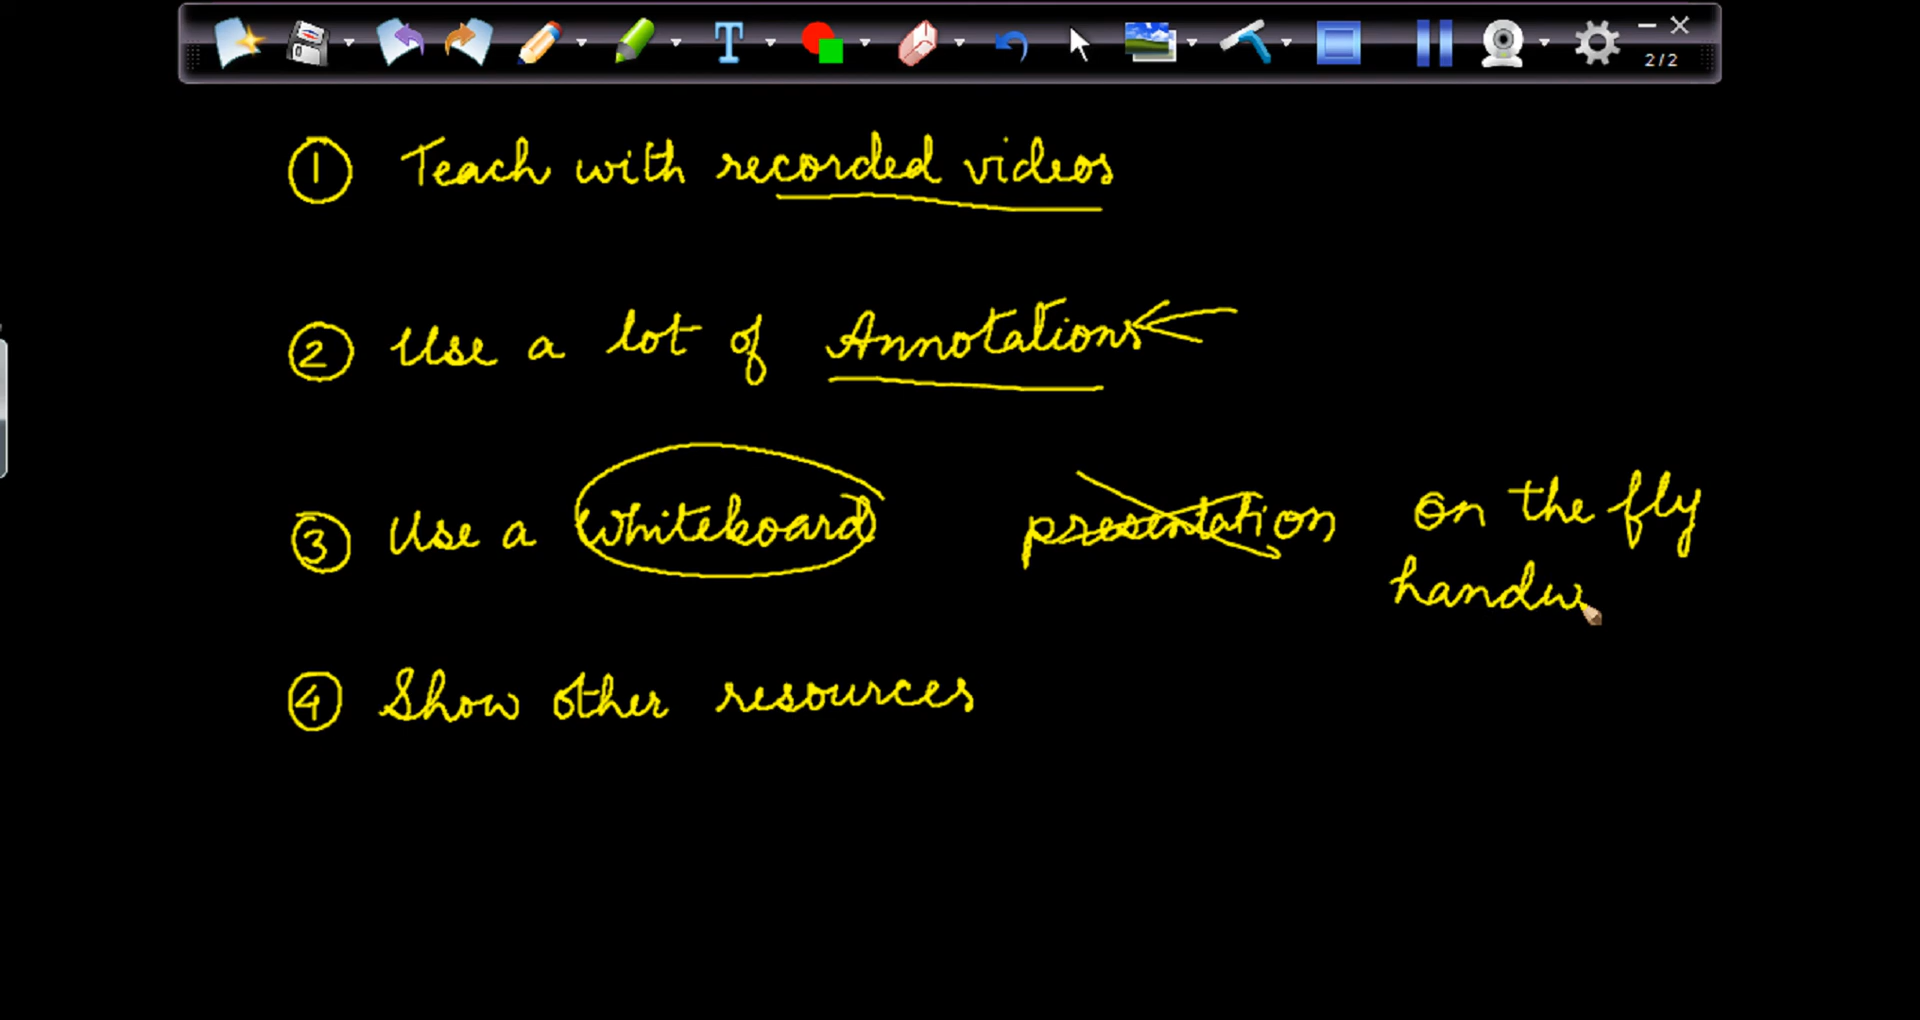 T
2/2
① Teach with recorded videos
② Use a lot of Annotations
③ Use a whiteboard presentation on the fly
handw
④ Show other resources